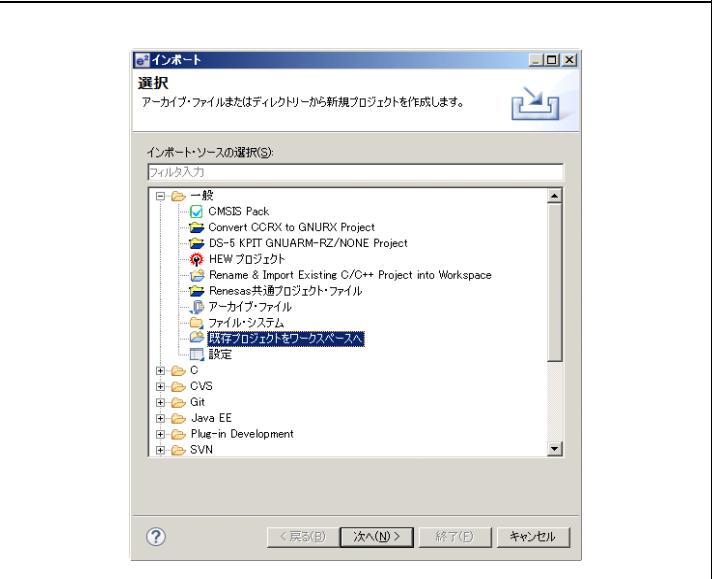 インポート
選択
アーカイブ・ファイルまたはディレクトリーから新規プロジェクトを作成します。
インポート・ソースの選択(S):
フィルタ入力
一般
CMSIS Pack
Convert CCRX to GNURX Project
DS-5 KPIT GNUARM-RZ/NONE Project
HEW プロジェクト
Rename & Import Existing C/C++ Project into Workspace
Renesas共通プロジェクト・ファイル
アーカイブ・ファイル
ファイル・システム
既存プロジェクトをワークスペースへ
設定
C
CVS
Git
Java EE
Plug-in Development
SVN
< 戻る(B) 次へ(N) > 終了(F) キャンセル